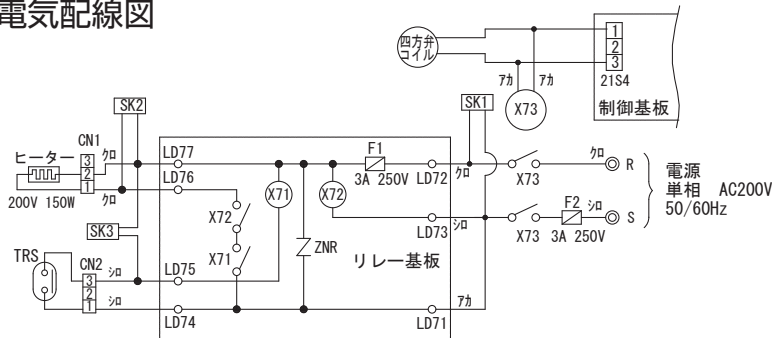 電気配線図
四方弁
コイル
1
2
3
21S4
制御基板
アカ
アカ
X73
SK2
SK1
CN1
ヒーター
3
2
1
クロ
クロ
200V 150W
LD77
LD76
F1
3A 250V
LD72
クロ
X73
クロ
R
電源
単相 AC200V
50/60Hz
X71
X72
X72
X71
ZNR
リレー基板
LD73
シロ
X73
F2
3A 250V
シロ
S
SK3
TRS
CN2
3
2
1
シロ
シロ
LD75
LD74
LD71
アカ